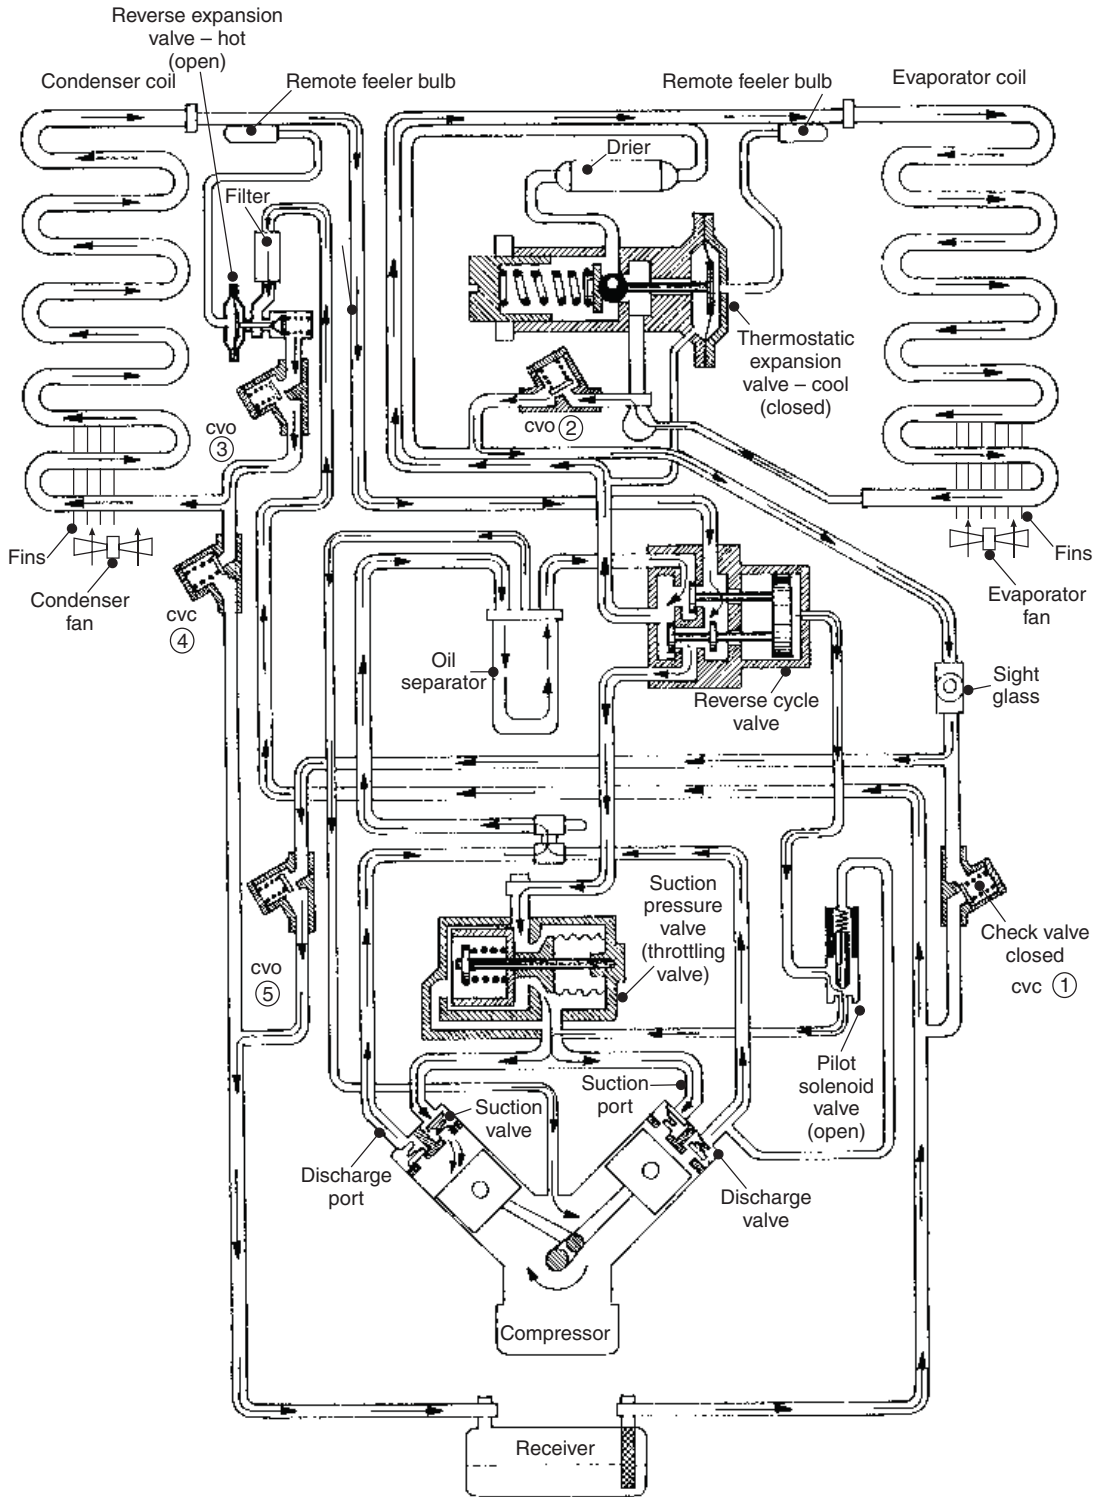 Reverse expansion
valve – hot
(open)
Condenser coil
Remote feeler bulb
Remote feeler bulb
Evaporator coil
Drier
Filter
Thermostatic
expansion
valve – cool
(closed)
cvo ②
cvo
③
Fins
Condenser
fan
cvc
④
Fins
Evaporator
fan
Oil
separator
Reverse cycle
valve
Sight
glass
Suction
pressure
valve
(throttling
valve)
Check valve
closed
cvc ①
cvo
⑤
Pilot
solenoid
valve
(open)
Suction
port
Suction
valve
Discharge
port
Discharge
valve
Compressor
Receiver